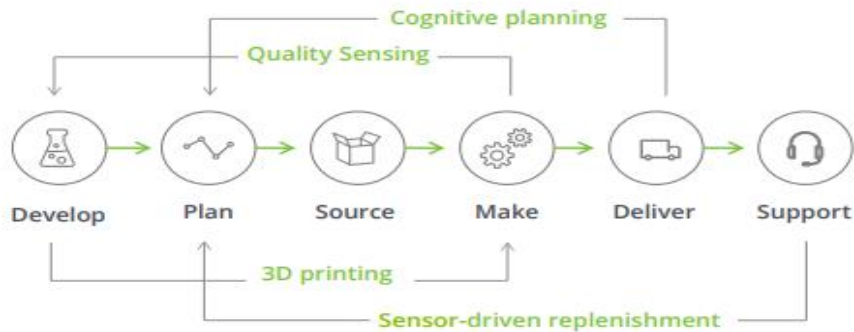 Cognitive planning
Quality Sensing
Develop Plan Source Make Deliver Support
3D printing
Sensor-driven replenishment